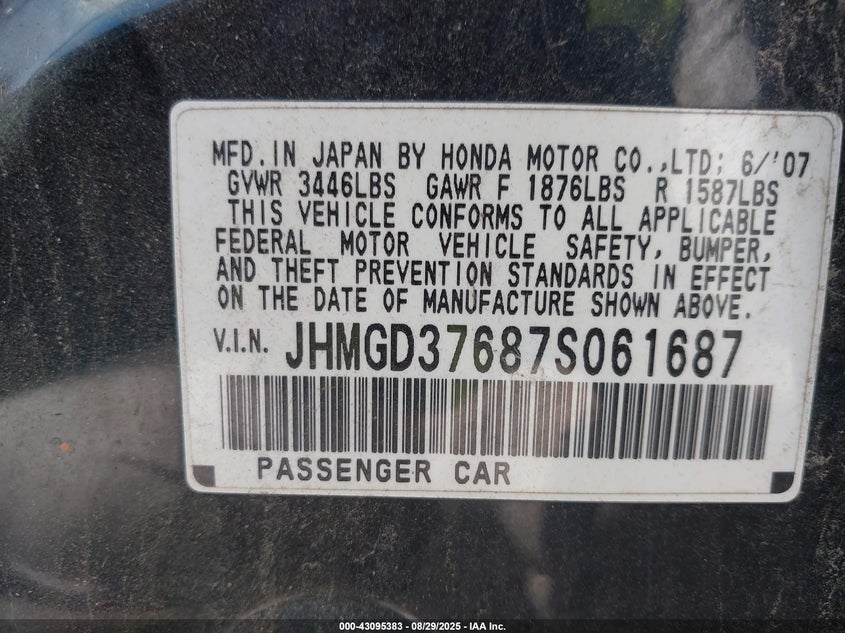 MFD. IN JAPAN BY HONDA MOTOR CO.,LTD; 6/'07
GVWR 3446LBS GAWR F 1876LBS R 1587LBS
THIS VEHICLE CONFORMS TO ALL APPLICABLE
FEDERAL MOTOR VEHICLE SAFETY, BUMPER,
AND THEFT PREVENTION STANDARDS IN EFFECT
ON THE DATE OF MANUFACTURE SHOWN ABOVE.
V.I.N. JHMGD37687S061687
PASSENGER CAR
000-43095383 - 08/29/2025 - IAA Inc.